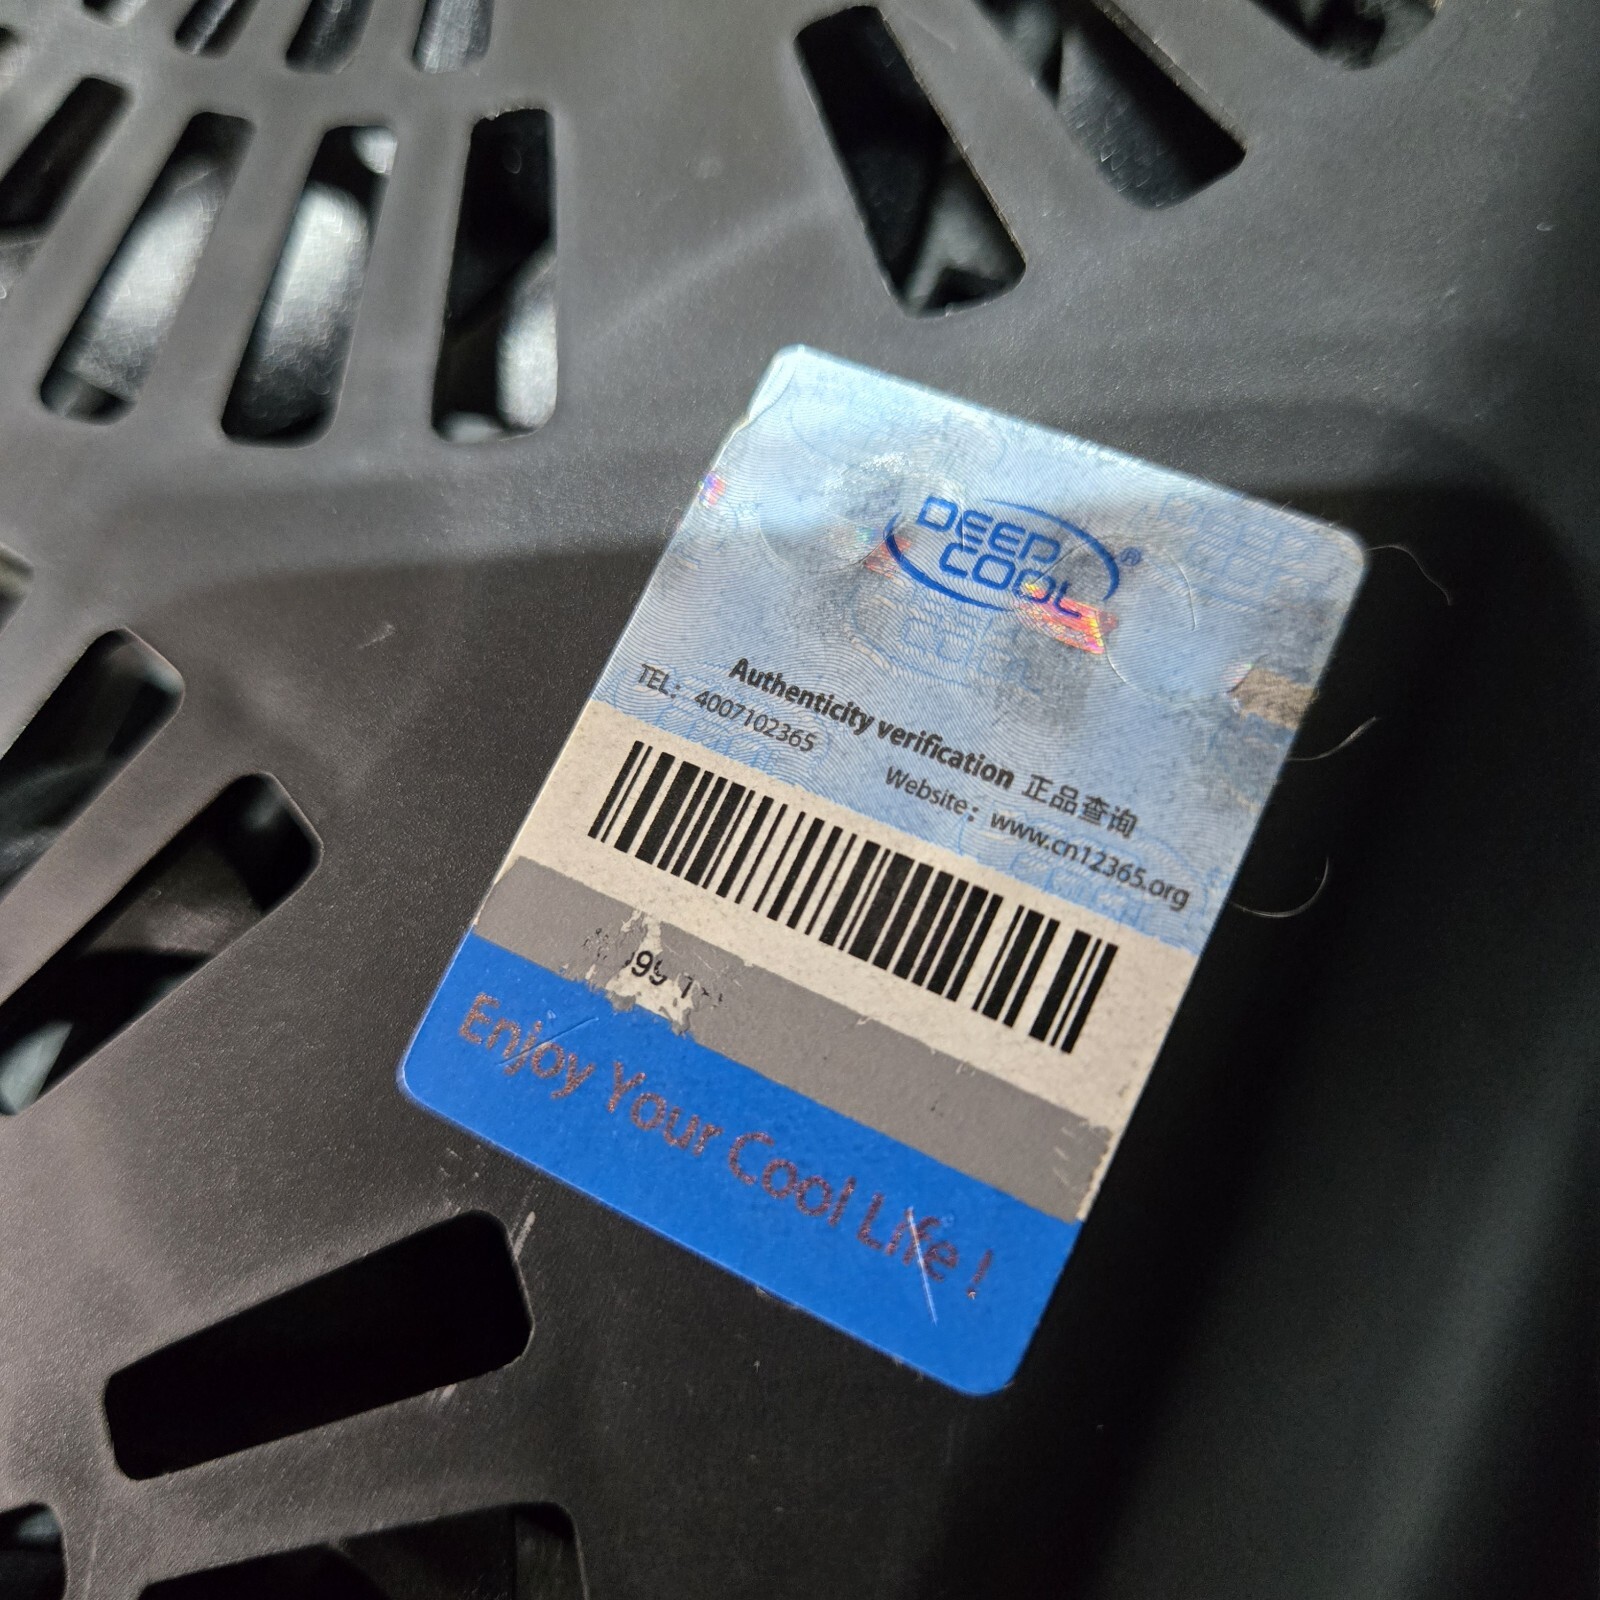 DEEP
COOL®
Authenticity verification 正品查询
TEL: 4007102365
Website: www.cn12365.org
Enjoy Your Cool Life !